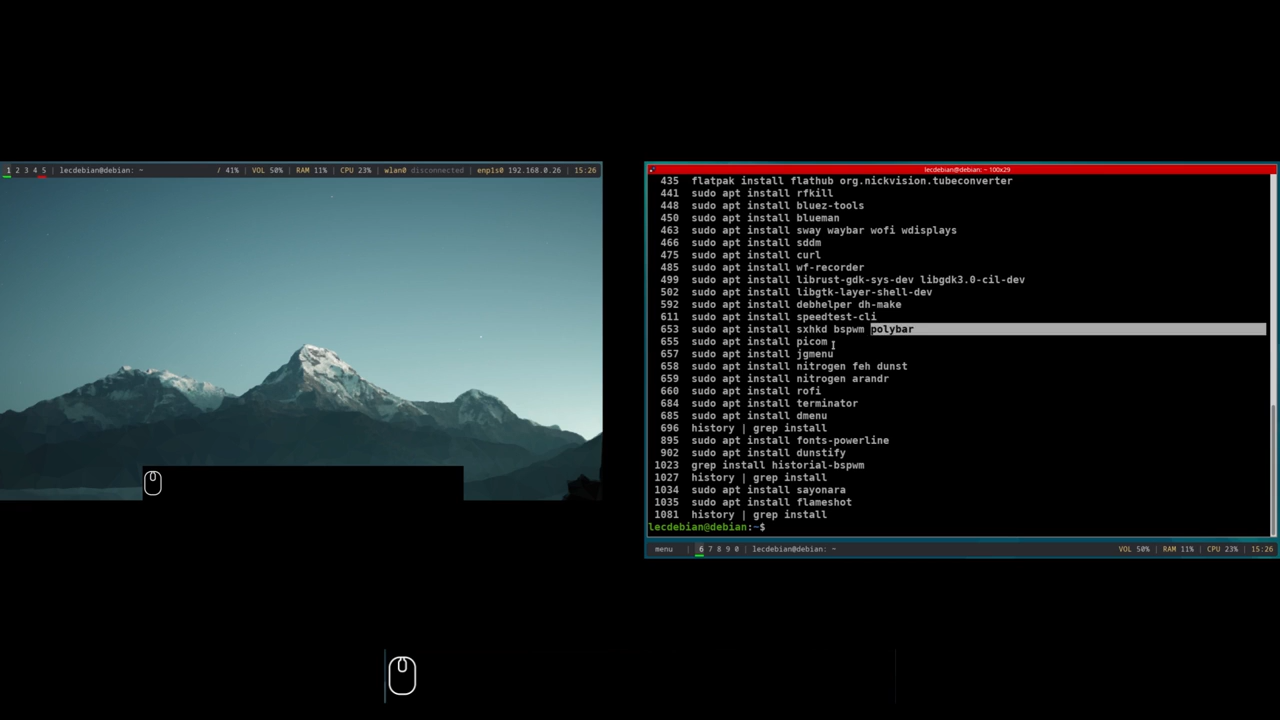 1 2 3 4 5 | lecdebian@debian: ~ / 41% | VOL 50% | RAM 11% | CPU 23% | wlan0 disconnected | enp1s0 192.168.0.26 | 15:26
lecdebian@debian: ~ 100x29
435 flatpak install flathub org.nickvision.tubeconverter
441 sudo apt install rfkill
448 sudo apt install bluez-tools
450 sudo apt install blueman
463 sudo apt install sway waybar wofi wdisplays
466 sudo apt install sddm
475 sudo apt install curl
485 sudo apt install wf-recorder
499 sudo apt install librust-gdk-sys-dev libgdk3.0-cil-dev
502 sudo apt install libgtk-layer-shell-dev
592 sudo apt install debhelper dh-make
611 sudo apt install speedtest-cli
653 sudo apt install sxhkd bspwm polybar
655 sudo apt install picom
657 sudo apt install jgmenu
658 sudo apt install nitrogen feh dunst
659 sudo apt install nitrogen arandr
660 sudo apt install rofi
684 sudo apt install terminator
685 sudo apt install dmenu
696 history | grep install
895 sudo apt install fonts-powerline
902 sudo apt install dunstify
1023 grep install historial-bspwm
1027 history | grep install
1034 sudo apt install sayonara
1035 sudo apt install flameshot
1081 history | grep install
lecdebian@debian:~$
menu | 6 7 8 9 0 | lecdebian@debian: ~ VOL 50% | RAM 11% | CPU 23% | 15:26